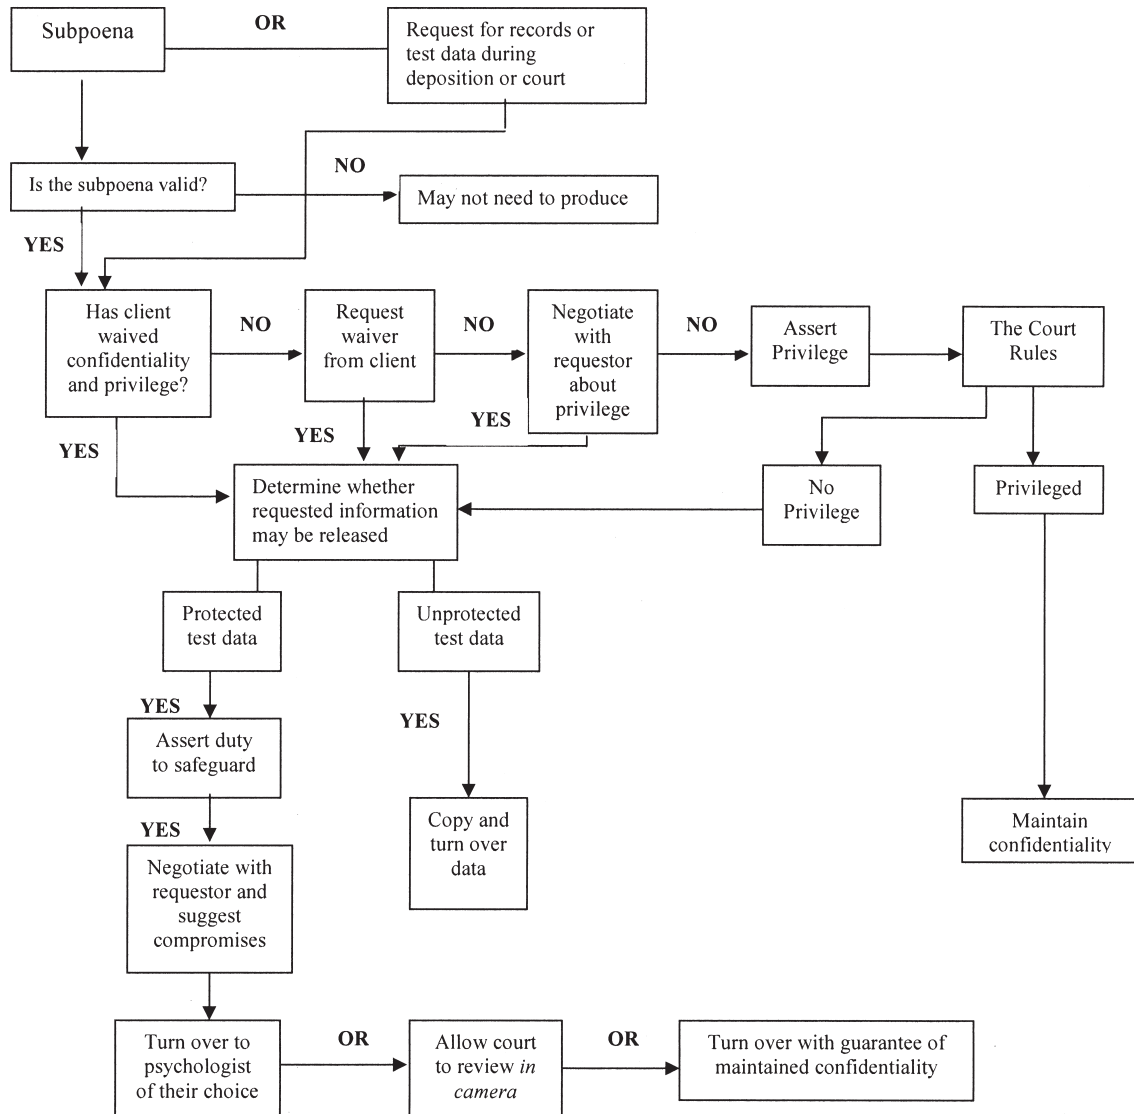 Subpoena
OR
Request for records or
test data during
deposition or court
Is the subpoena valid?
NO
May not need to produce
YES
Has client
waived
confidentiality
and privilege?
NO
Request
waiver
from client
NO
Negotiate
with
requestor
about
privilege
NO
Assert
Privilege
The Court
Rules
YES
YES
YES
Determine whether
requested information
may be released
No
Privilege
Privileged
Protected
test data
Unprotected
test data
YES
YES
Assert duty
to safeguard
YES
Copy and
turn over
data
Maintain
confidentiality
Negotiate with
requestor and
suggest
compromises
Turn over to
psychologist
of their choice
OR
Allow court
to review in
camera
OR
Turn over with guarantee of
maintained confidentiality